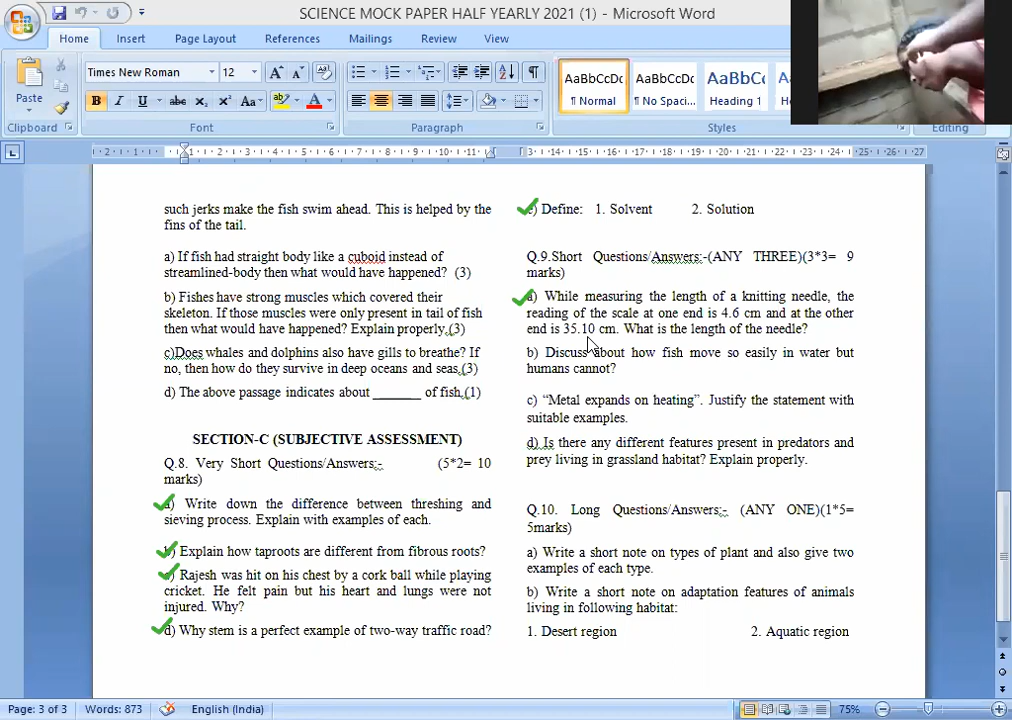 SCIENCE MOCK PAPER HALF YEARLY 2021 (1) - Microsoft Word
Home Insert Page Layout References Mailings Review View
Times New Roman 12
Paste
AaBbCcDc AaBbCcDc AaBbC
¶ Normal ¶ No Spaci... Heading 1
Clipboard Font Paragraph Styles Editing
such jerks make the fish swim ahead. This is helped by the
fins of the tail.
a) If fish had straight body like a cuboid instead of
streamlined-body then what would have happened? (3)
b) Fishes have strong muscles which covered their
skeleton. If those muscles were only present in tail of fish
then what would have happened? Explain properly.(3)
c)Does whales and dolphins also have gills to breathe? If
no, then how do they survive in deep oceans and seas.(3)
d) The above passage indicates about _______ of fish.(1)
SECTION-C (SUBJECTIVE ASSESSMENT)
Q.8. Very Short Questions/Answers:- (5*2= 10
marks)
a) Write down the difference between threshing and
sieving process. Explain with examples of each.
b) Explain how taproots are different from fibrous roots?
c) Rajesh was hit on his chest by a cork ball while playing
cricket. He felt pain but his heart and lungs were not
injured. Why?
d) Why stem is a perfect example of two-way traffic road?
e) Define: 1. Solvent 2. Solution
Q.9.Short Questions/Answers:-(ANY THREE)(3*3= 9
marks)
a) While measuring the length of a knitting needle, the
reading of the scale at one end is 4.6 cm and at the other
end is 35.10 cm. What is the length of the needle?
b) Discuss about how fish move so easily in water but
humans cannot?
c) “Metal expands on heating”. Justify the statement with
suitable examples.
d) Is there any different features present in predators and
prey living in grassland habitat? Explain properly.
Q.10. Long Questions/Answers:- (ANY ONE)(1*5=
5marks)
a) Write a short note on types of plant and also give two
examples of each type.
b) Write a short note on adaptation features of animals
living in following habitat:
1. Desert region 2. Aquatic region
Page: 3 of 3 Words: 873 English (India) 75%